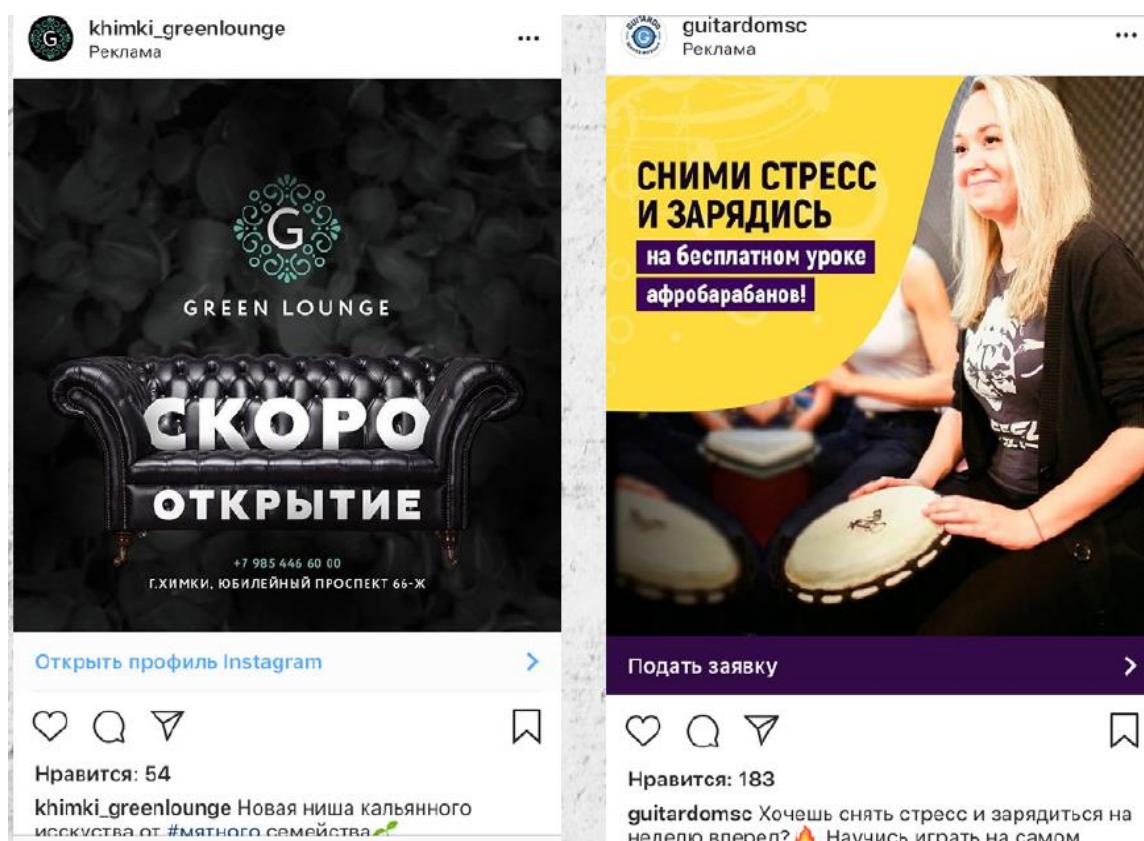 khimki_greenlounge
Реклама
G
G
GREEN LOUNGE
СКОРО
ОТКРЫТИЕ
+7 985 446 60 00
Г.ХИМКИ, ЮБИЛЕЙНЫЙ ПРОСПЕКТ 66-Ж
Открыть профиль Instagram
Нравится: 54
khimki_greenlounge Новая ниша кальянного
исскуства от #мятного семейства
guitardomsc
Реклама
G
СНИМИ СТРЕСС
И ЗАРЯДИСЬ
на бесплатном уроке
афробарабанов!
Подать заявку
Нравится: 183
guitardomsc Хочешь снять стресс и зарядиться на
неделю вперед? Научись играть на самом